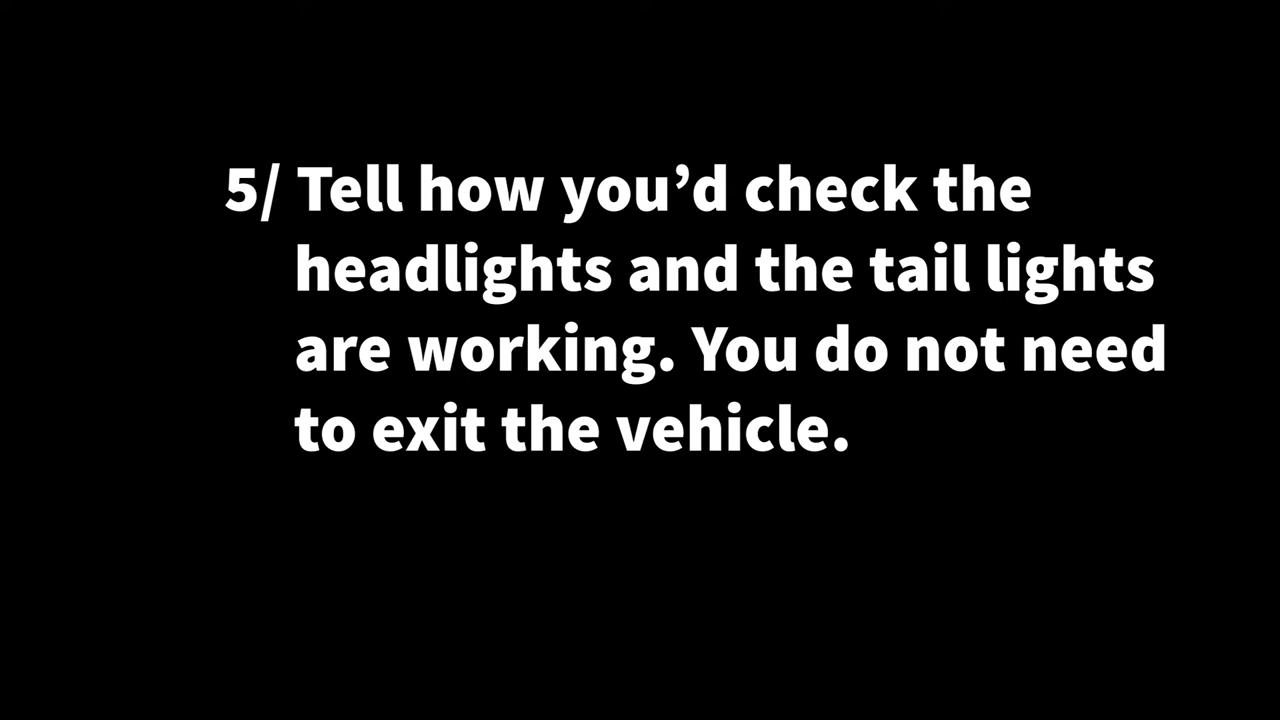 5/ Tell how you’d check the
headlights and the tail lights
are working. You do not need
to exit the vehicle.